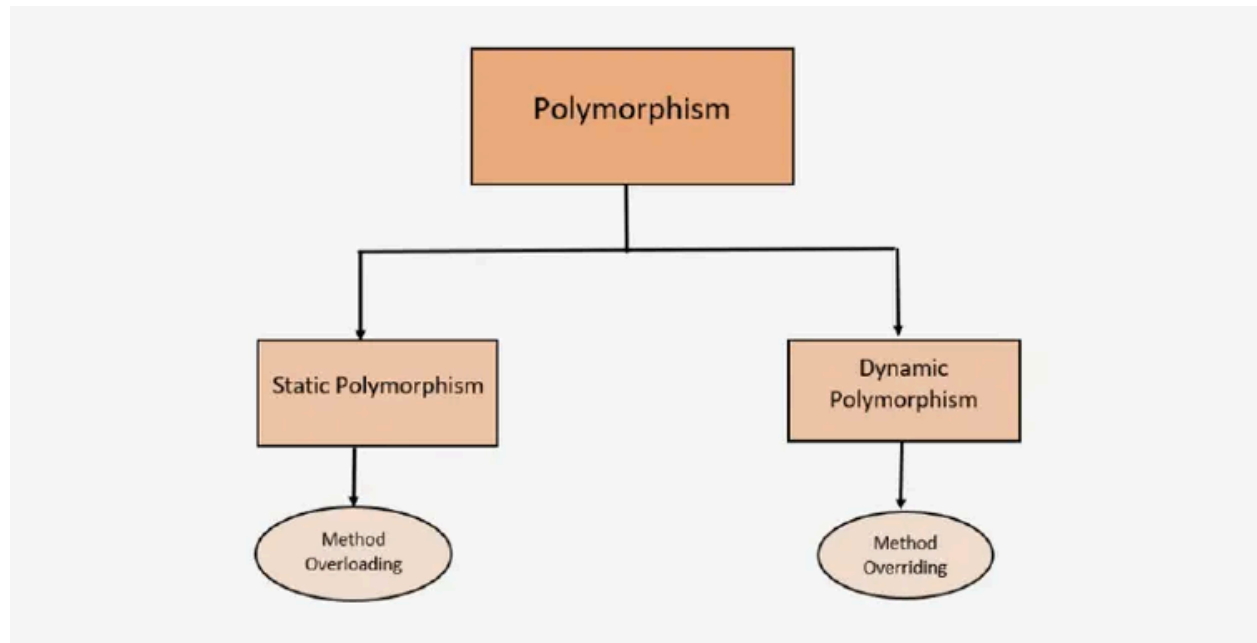 Polymorphism
Static Polymorphism
Dynamic
Polymorphism
Method
Overloading
Method
Overriding